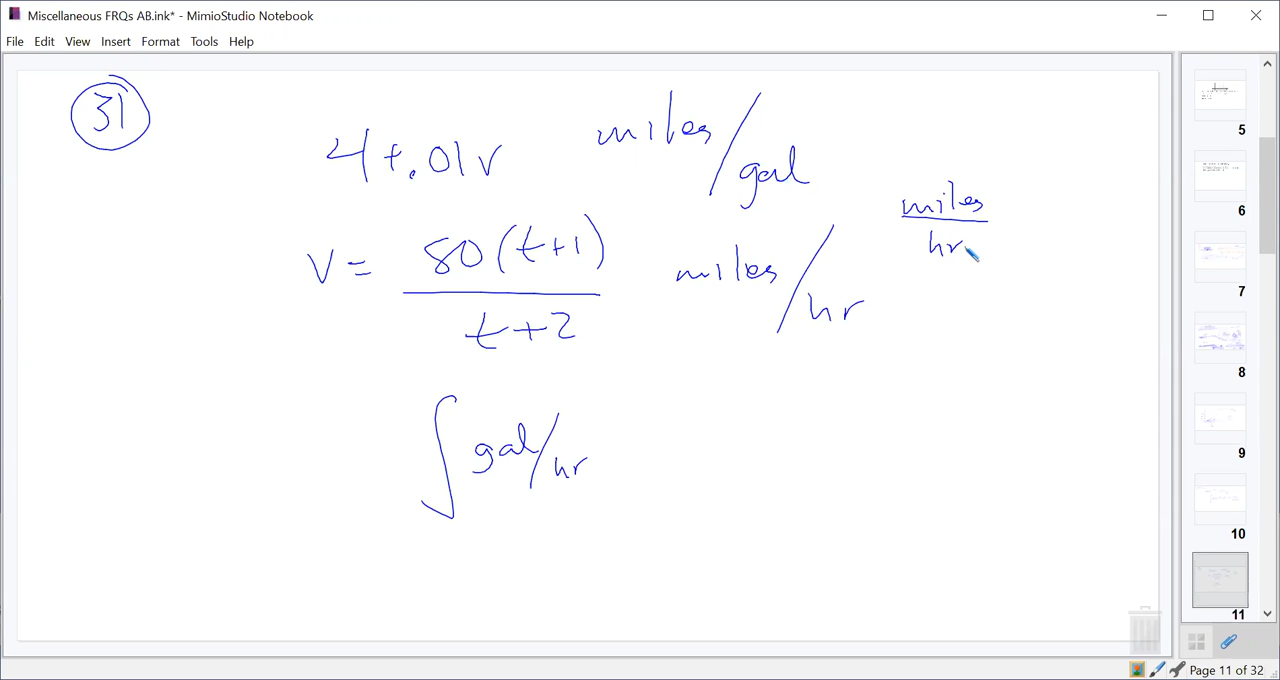 Miscellaneous FRQs AB.ink* - MimioStudio Notebook
File Edit View Insert Format Tools Help
31
4+.01v miles/gal
miles/hr
v = 80(t+1)/t+2 miles/hr
∫ gal/hr
5
6
7
8
9
10
11
Page 11 of 32